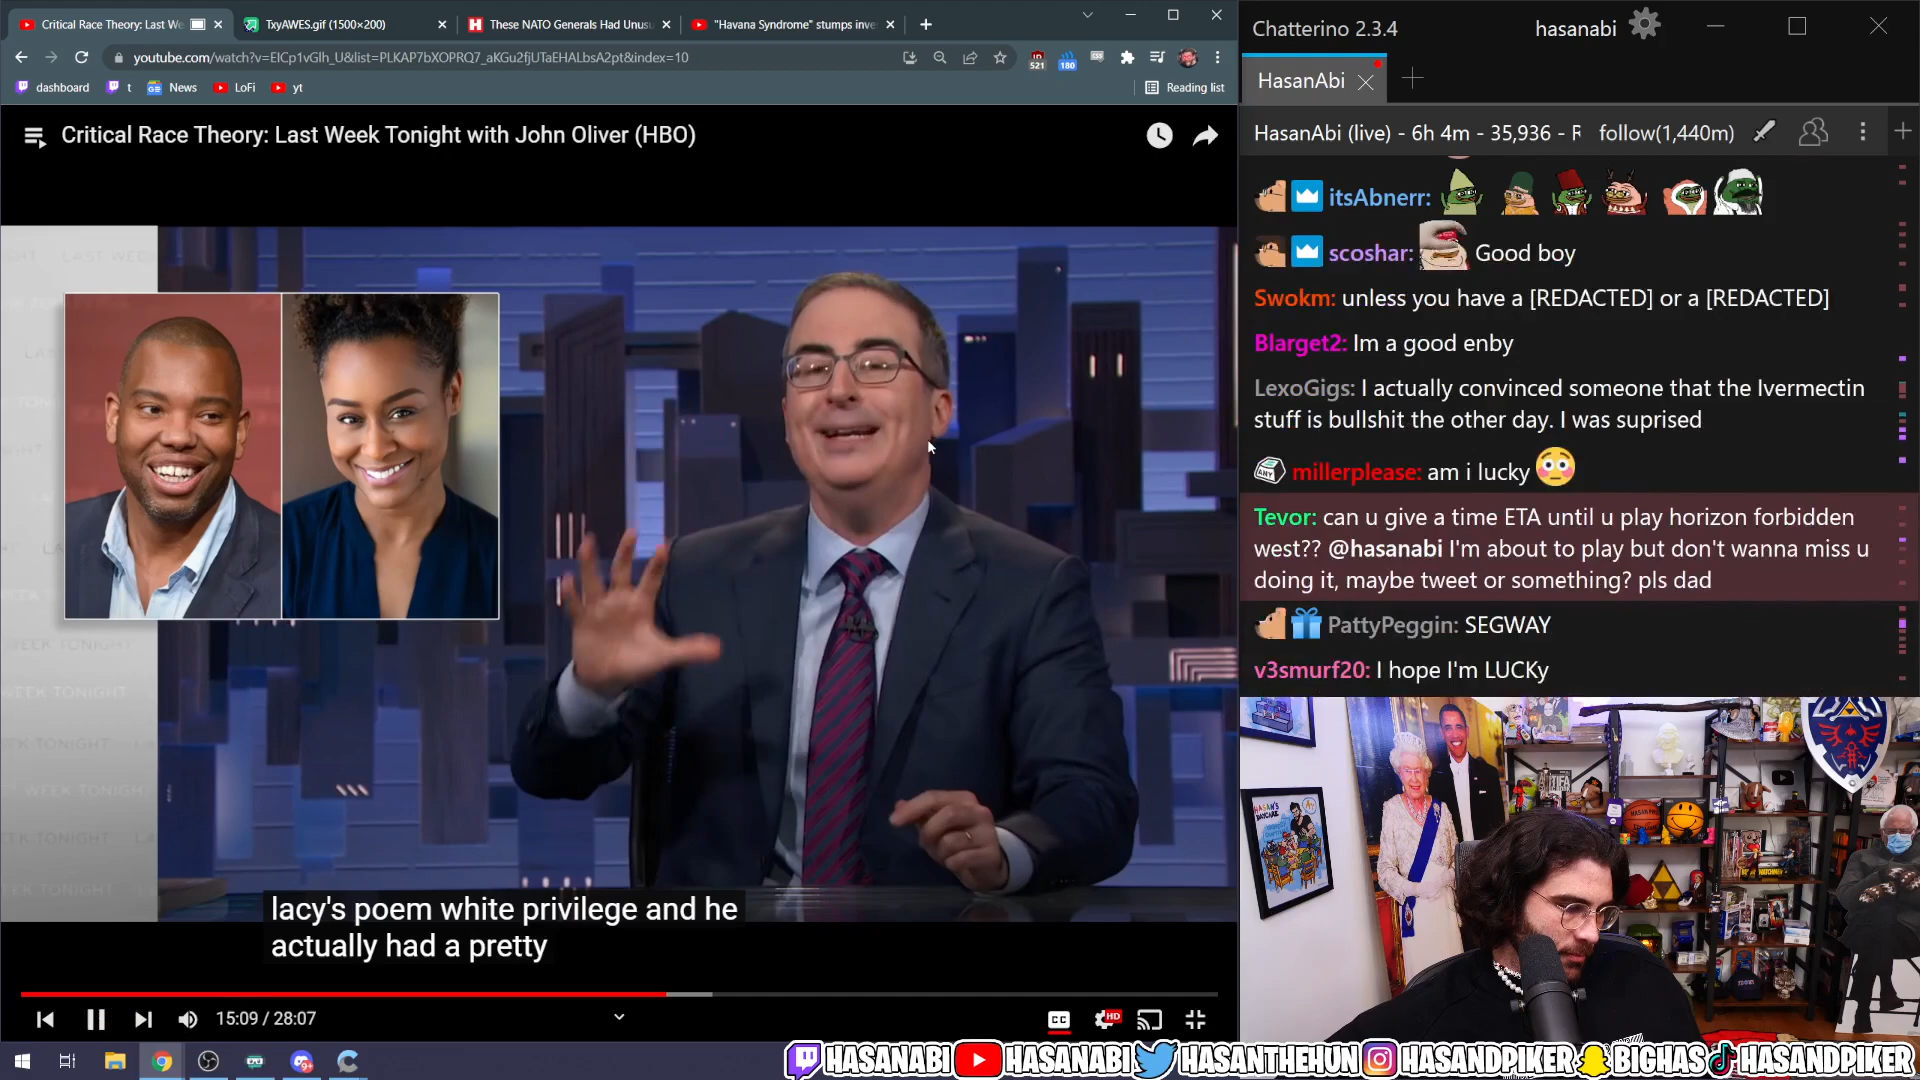 Critical Race Theory: Last We
TxyAWES.gif (1500×200)
These NATO Generals Had Unusu
"Havana Syndrome" stumps inve
youtube.com/watch?v=EICp1vGlh_U&list=PLKAP7bXOPRQ7_aKGu2fjUTaEHALbsA2pt&index=10
521
180
dashboard
t
News
LoFi
yt
Reading list
Critical Race Theory: Last Week Tonight with John Oliver (HBO)
lacy's poem white privilege and he
actually had a pretty
15:09 / 28:07
CC
HD
Chatterino 2.3.4
hasanabi
HasanAbi
HasanAbi (live) - 6h 4m - 35,936 - F
follow(1,440m)
itsAbnerr:
scoshar: Good boy
Swokm: unless you have a [REDACTED] or a [REDACTED]
Blarget2: Im a good enby
LexoGigs: I actually convinced someone that the Ivermectin
stuff is bullshit the other day. I was suprised
millerplease: am i lucky
Tevor: can u give a time ETA until u play horizon forbidden
west?? @hasanabi I'm about to play but don't wanna miss u
doing it, maybe tweet or something? pls dad
PattyPeggin: SEGWAY
v3smurf20: I hope I'm LUCKy
HASAN'S
DAYCARE
HASANABI
HASANABI
HASANTHEHUN
HASANDPIKER
BIGHAS
HASANDPIKER